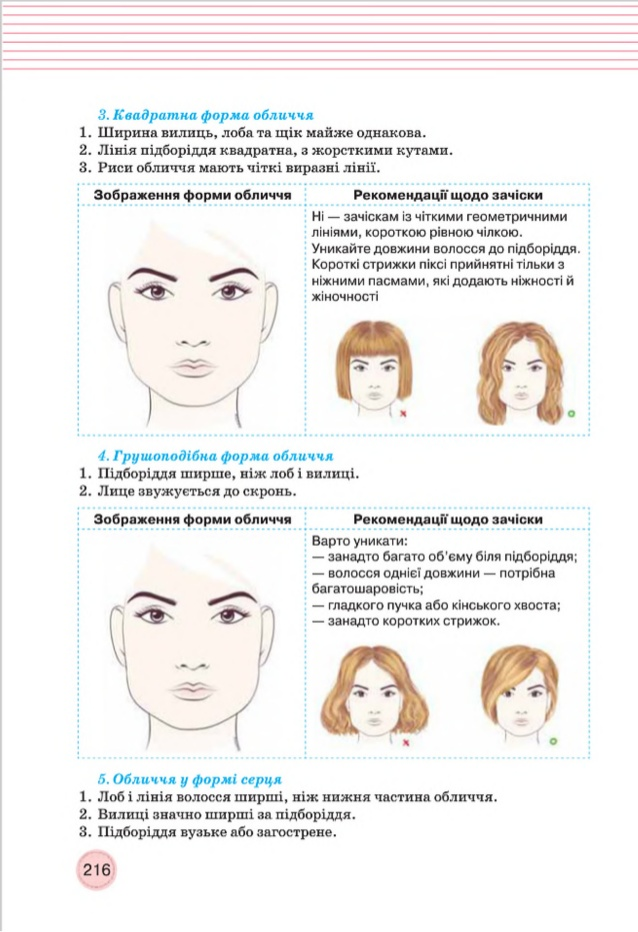 3. Квадратна форма обличчя
1. Ширина вилиць, лоба та щік майже однакова.
2. Лінія підборіддя квадратна, з жорсткими кутами.
3. Риси обличчя мають чіткі виразні лінії.
Зображення форми обличчя
Рекомендації щодо зачіски
Ні — зачіскам із чіткими геометричними
лініями, короткою рівною чілкою.
Уникайте довжини волосся до підборіддя.
Короткі стрижки піксі прийнятні тільки з
ніжними пасмами, які додають ніжності й
жіночності
4. Грушоподібна форма обличчя
1. Підборіддя ширше, ніж лоб і вилиці.
2. Лице звужується до скронь.
Зображення форми обличчя
Рекомендації щодо зачіски
Варто уникати:
— занадто багато об'єму біля підборіддя;
— волосся однієї довжини — потрібна
багатошаровість;
— гладкого пучка або кінського хвоста;
— занадто коротких стрижок.
5. Обличчя у формі серця
1. Лоб і лінія волосся ширші, ніж нижня частина обличчя.
2. Вилиці значно ширші за підборіддя.
3. Підборіддя вузьке або загострене.
216